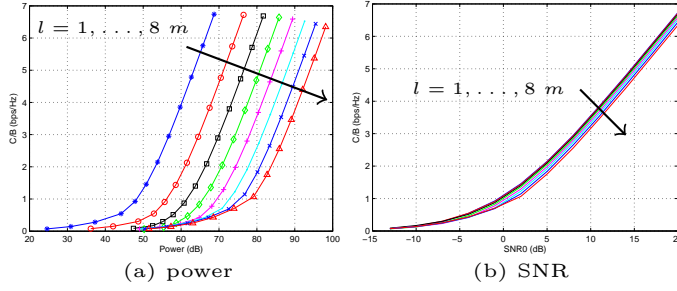 7
6
5
4
3
2
1
0
C/B (bps/Hz)
l = 1, . . . , 8 m
20 30 40 50 60 70 80 90 100
Power (dB)
(a) power
7
6
5
4
3
2
1
0
C/B (bps/Hz)
l = 1, . . . , 8 m
−15 −10 −5 0 5 10 15 20
SNR0 (dB)
(b) SNR